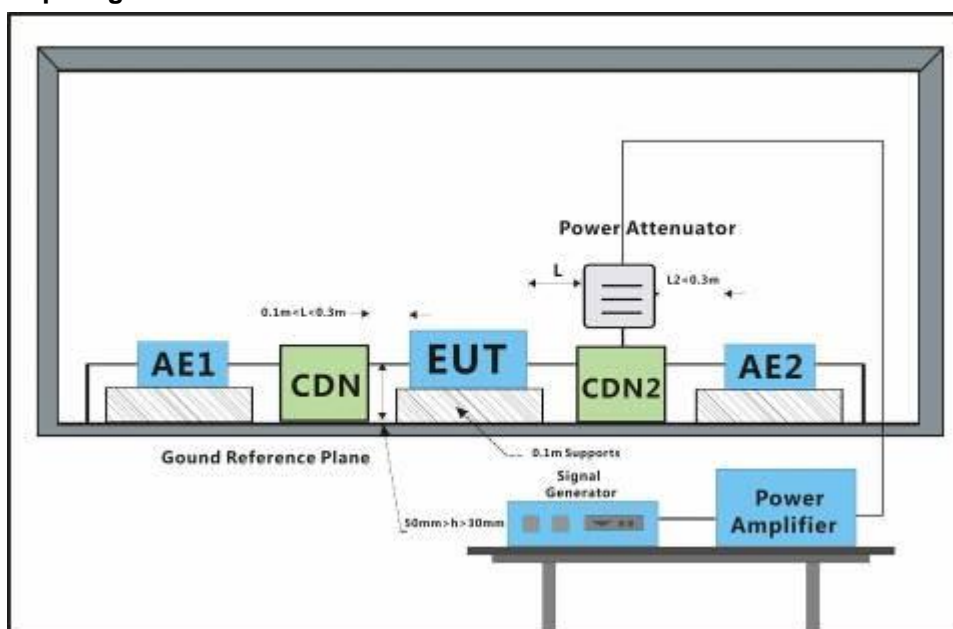 Power Attenuator
L
L2<0.3m
0.1m<L<0.3m
AE1
CDN
EUT
CDN2
AE2
Gound Reference Plane
0.1m Supports
Signal
Generator
50mm>h>30mm
Power
Amplifier